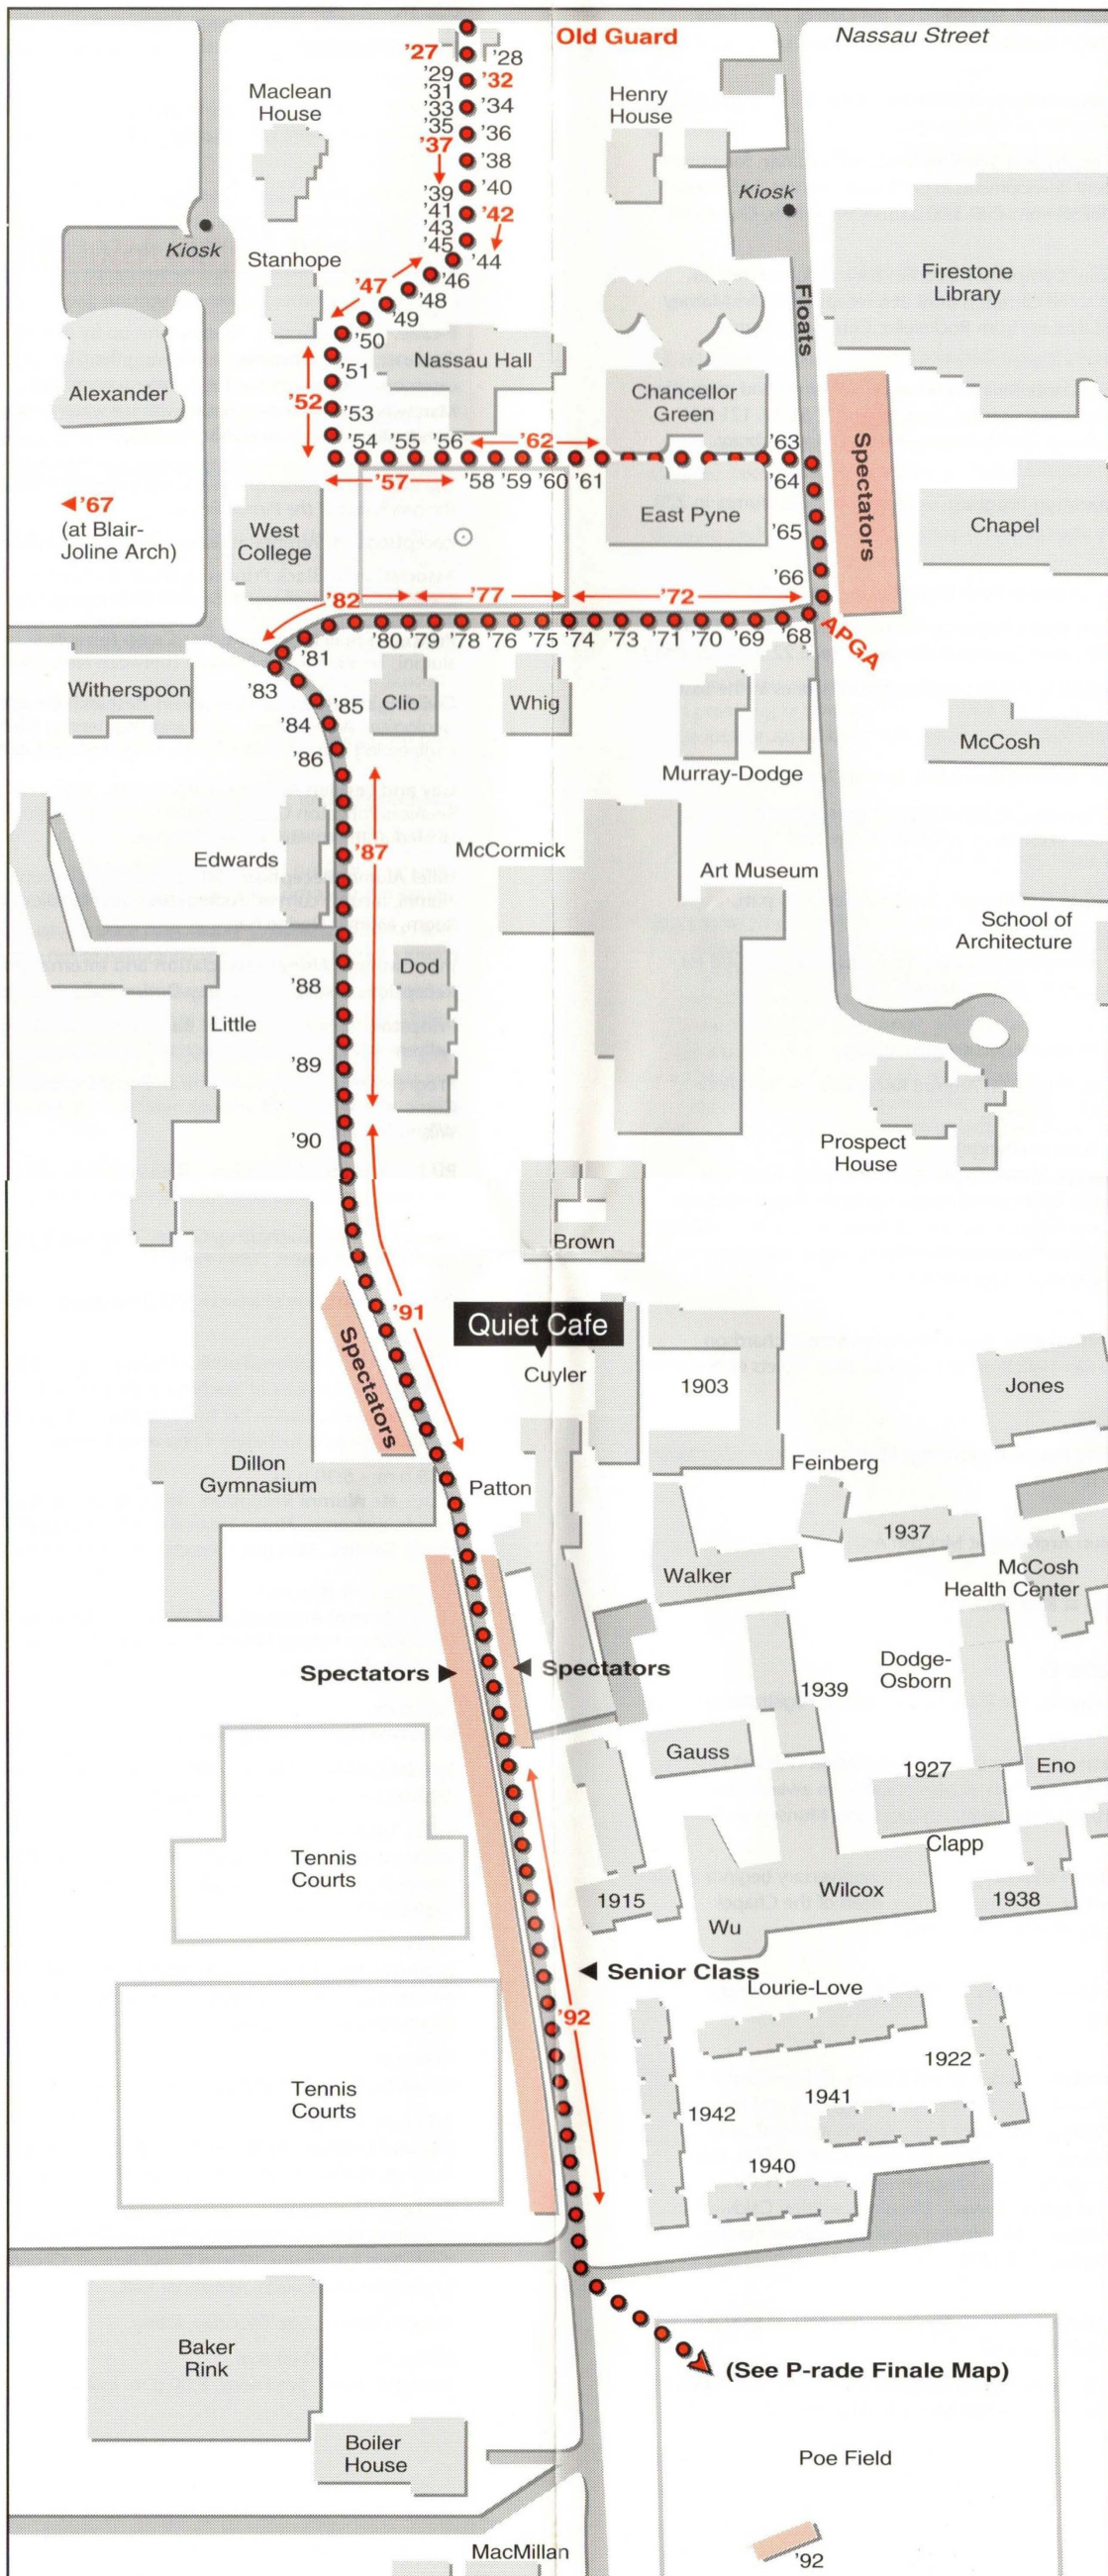 Old Guard
Nassau Street
'27
'28
'29
'32
'31
'33
'34
'35
'36
'37
'38
'39
'40
'41
'42
'43
'45
'44
'46
'47
'48
'49
'50
'51
'52
'53
'54
'55
'56
'62
'63
'57
'58
'59
'60
'61
'64
'65
'66
Maclean
House
Henry
House
Kiosk
Kiosk
Stanhope
Floats
Firestone
Library
Nassau Hall
Alexander
Chancellor
Green
Spectators
◄'67
(at Blair-
Joline Arch)
West
College
East Pyne
Chapel
'82
'77
'72
'81
'80
'79
'78
'76
'75
'74
'73
'71
'70
'69
'68
APGA
Witherspoon
'83
'85
'84
'86
Clio
Whig
McCosh
Murray-Dodge
Edwards
'87
McCormick
Art Museum
School of
Architecture
Dod
'88
Little
'89
'90
Prospect
House
Brown
'91
Quiet Cafe
Spectators
Cuyler
1903
Jones
Dillon
Gymnasium
Patton
Feinberg
1937
Walker
McCosh
Health Center
Spectators ►
◄ Spectators
Dodge-
Osborn
1939
Gauss
1927
Eno
Clapp
Tennis
Courts
1915
Wilcox
1938
Wu
◄ Senior Class
Lourie-Love
'92
1922
Tennis
Courts
1942
1941
1940
Baker
Rink
(See P-rade Finale Map)
Boiler
House
Poe Field
MacMillan
'92